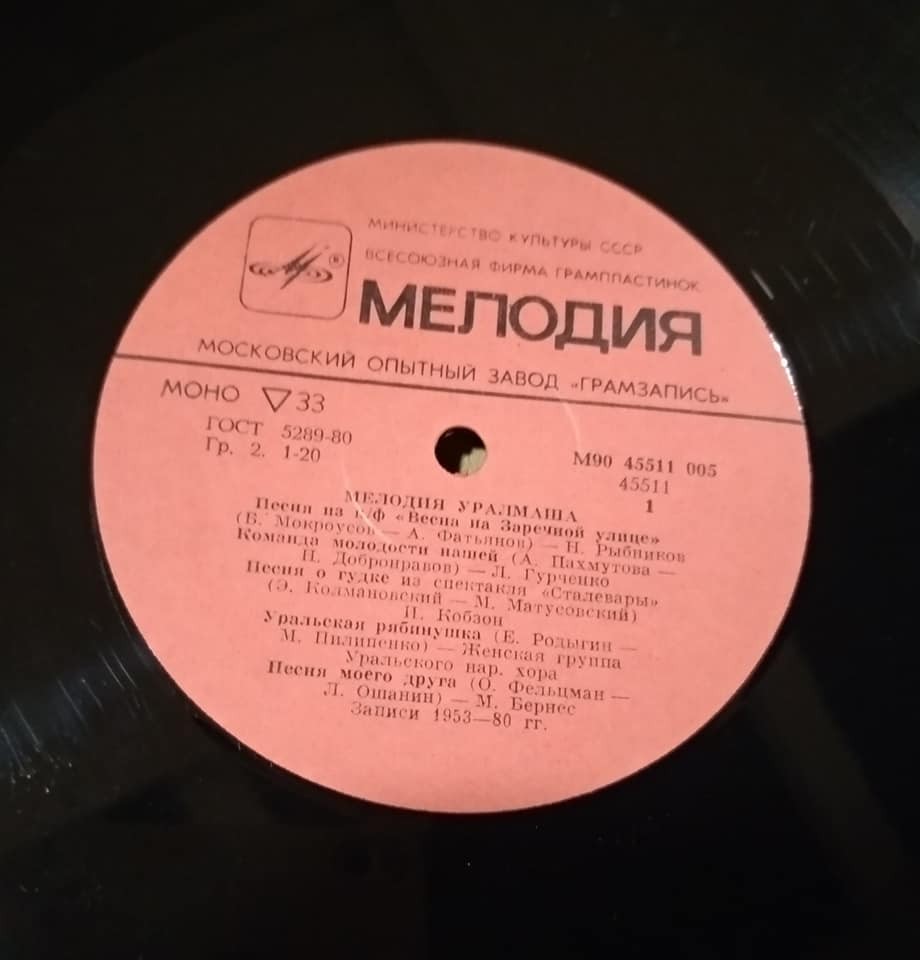 МИНИСТЕРСТВО КУЛЬТУРЫ СССР
ВСЕСОЮЗНАЯ ФИРМА ГРАМПЛАСТИНОК
®
МЕЛОДИЯ
МОСКОВСКИЙ ОПЫТНЫЙ ЗАВОД «ГРАМЗАПИСЬ»
МОНО ▽33
ГОСТ 5289-80
Гр. 2. 1-20
М90 45511 005
45511
1
МЕЛОДИЯ УРАЛМАША
Песня из к/ф «Весна на Заречной улице»
(Б. Мокроусов — А. Фатьянов) — Н. Рыбников
Команда молодости нашей (А. Пахмутова —
Н. Добронравов) — Л. Гурченко
Песня о гудке из спектакля «Сталевары»
(Э. Колмановский — М. Матусовский)
И. Кобзон
Уральская рябинушка (Е. Родыгин —
М. Пилипенко) — Женская группа
Уральского нар. хора
Песня моего друга (О. Фельцман —
Л. Ошанин) — М. Бернес
Записи 1953—80 гг.